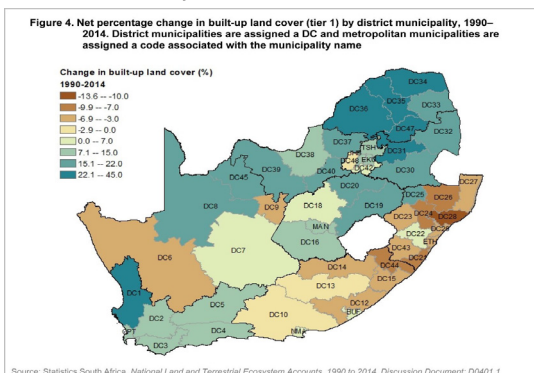 Figure 4. Net percentage change in built-up land cover (tier 1) by district municipality, 1990–
2014. District municipalities are assigned a DC and metropolitan municipalities are
assigned a code associated with the municipality name
Change in built-up land cover (%)
1990-2014
-13.6 -- -10.0
-9.9 -- -7.0
-6.9 -- -3.0
-2.9 -- 0.0
0.0 -- 7.0
7.1 -- 15.0
15.1 -- 22.0
22.1 -- 45.0
DC34
DC36
DC35
DC33
DC47
DC32
DC38
DC37
TSH
DC31
DC39
DC40
DC48
EKU
DC42
DC30
DC45
DC20
DC8
DC9
DC18
DC19
DC25
DC26
DC27
DC24
DC28
DC23
MAN
DC22
DC29
DC16
ETH
DC7
DC43
DC6
DC21
DC14
DC44
DC15
DC13
DC1
DC12
BUF
DC5
DC10
DC2
DC4
NMA
CPT
DC3
Source: Statistics South Africa, National Land and Terrestrial Ecosystem Accounts, 1990 to 2014, Discussion Document: D0401.1